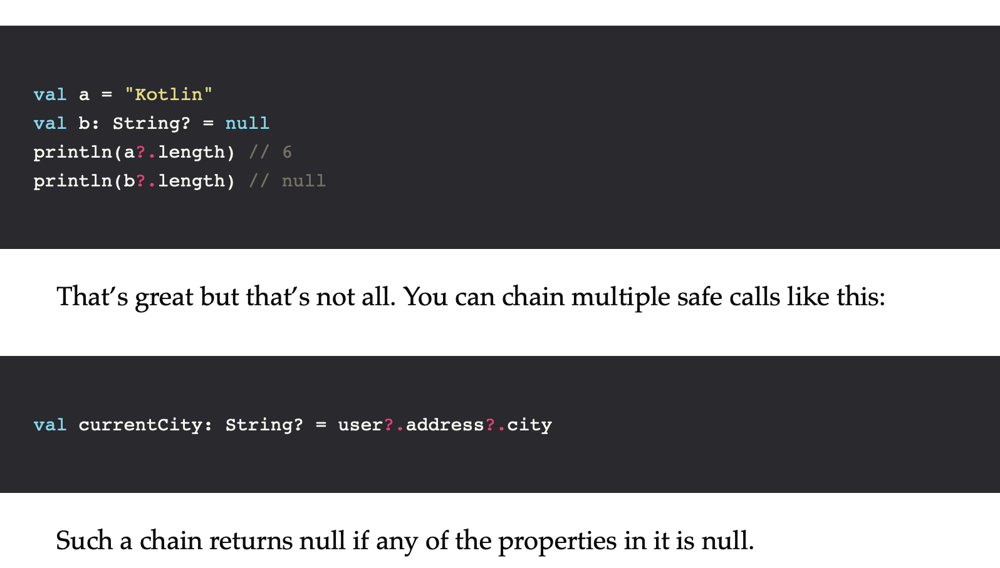 val a = "Kotlin"
val b: String? = null
println(a?.length) // 6
println(b?.length) // null
That’s great but that’s not all. You can chain multiple safe calls like this:
val currentCity: String? = user?.address?.city
Such a chain returns null if any of the properties in it is null.